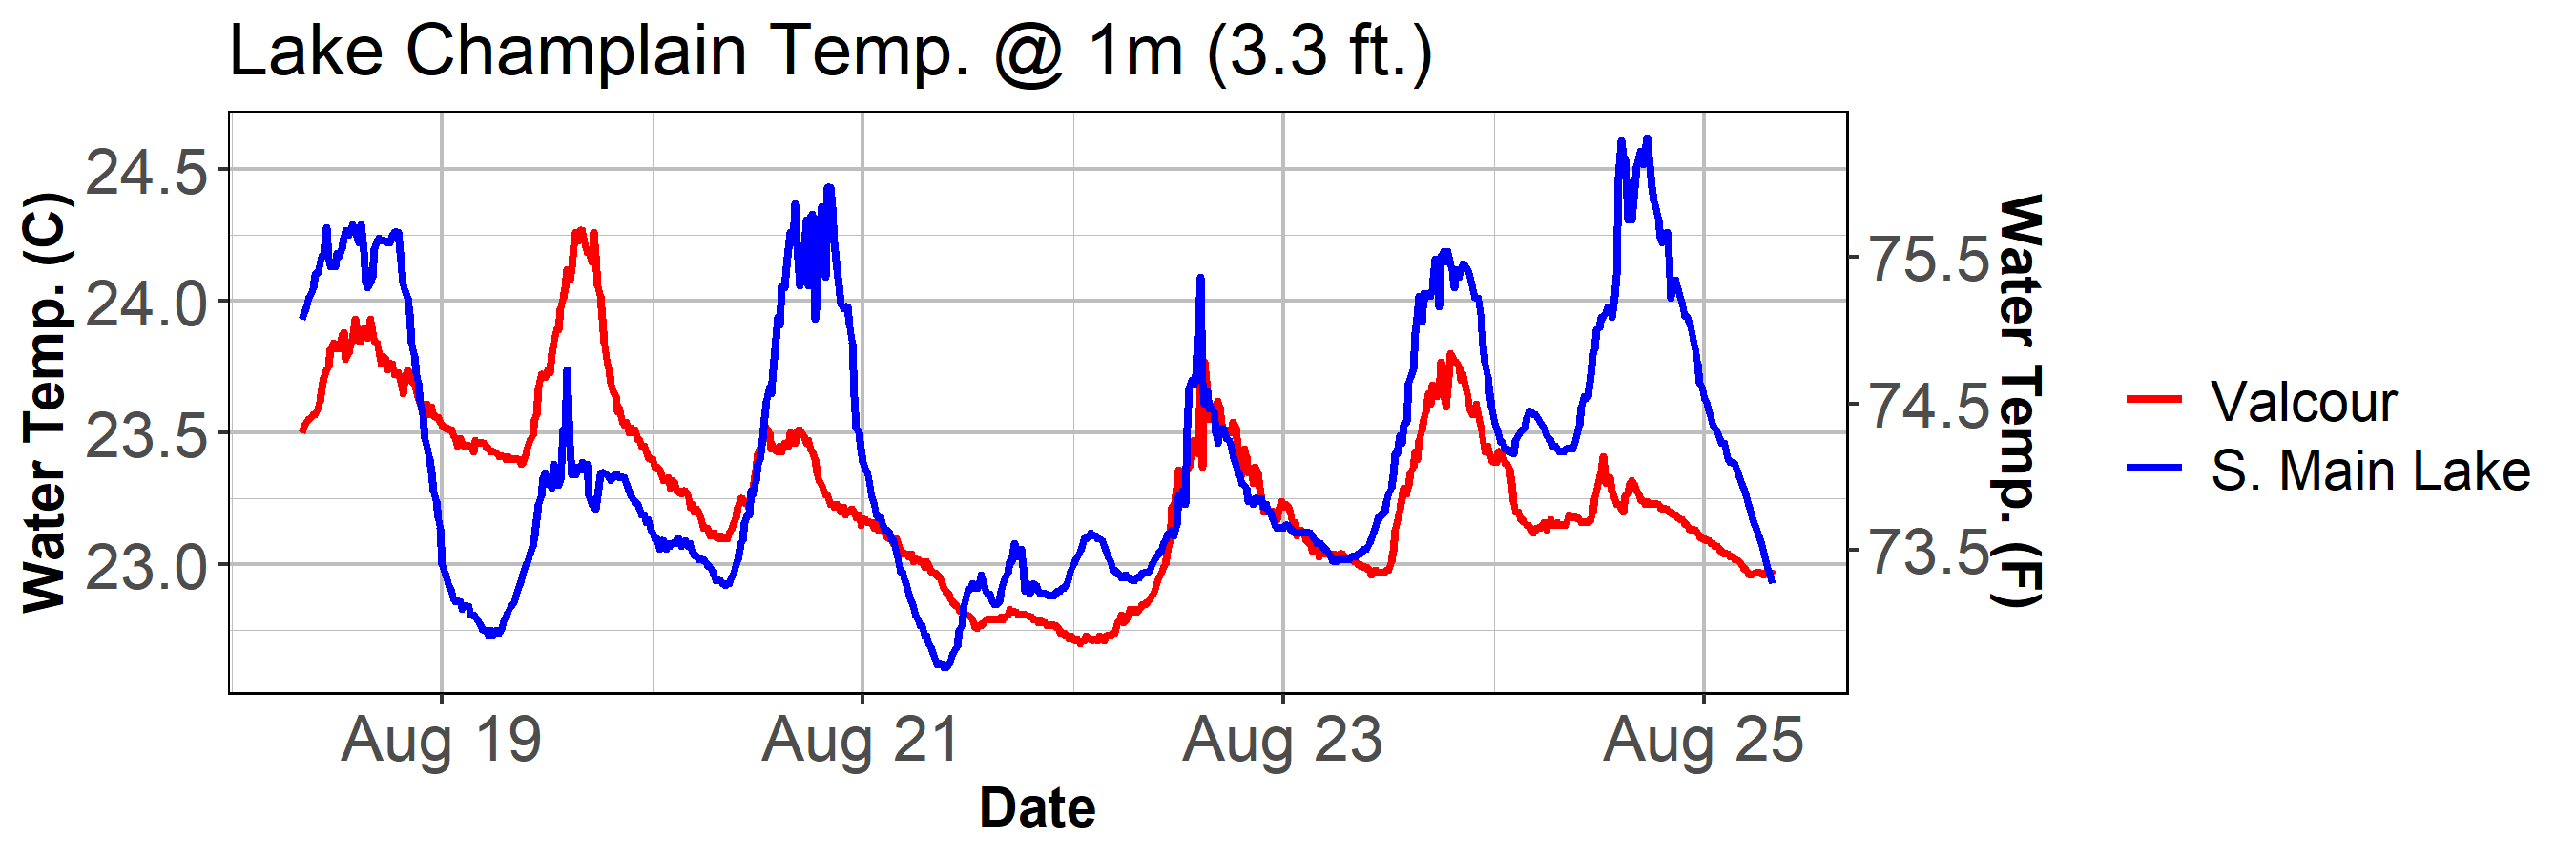 Lake Champlain Temp. @ 1m (3.3 ft.)
Water Temp. (C)
24.5
24.0
23.5
23.0
75.5
74.5
73.5
Water Temp. (F)
Valcour
S. Main Lake
Aug 19
Aug 21
Aug 23
Aug 25
Date